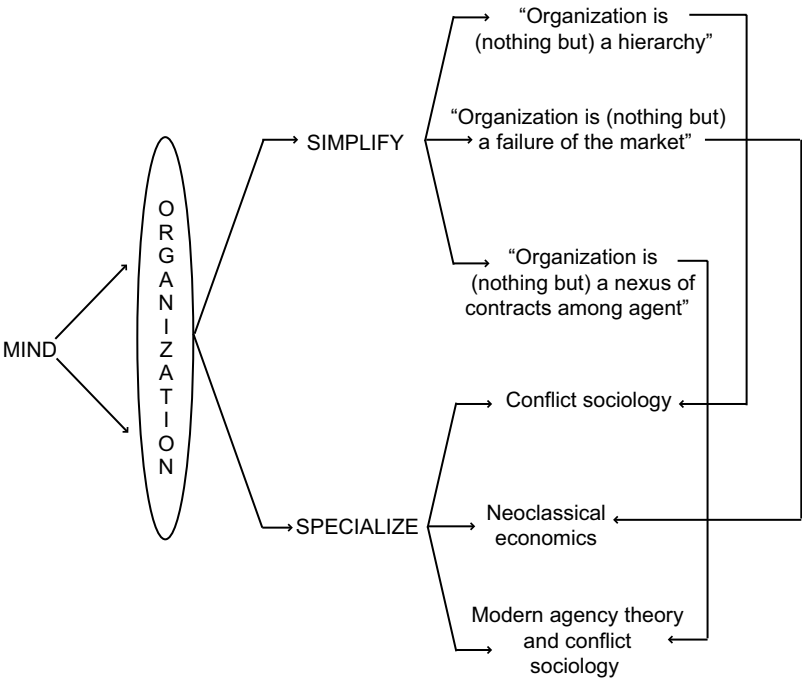 “Organization is
(nothing but) a hierarchy”
“Organization is (nothing but)
a failure of the market”
SIMPLIFY
ORGANIZATION
“Organization is
(nothing but) a nexus of
contracts among agent”
MIND
Conflict sociology
Neoclassical
economics
SPECIALIZE
Modern agency theory
and conflict
sociology